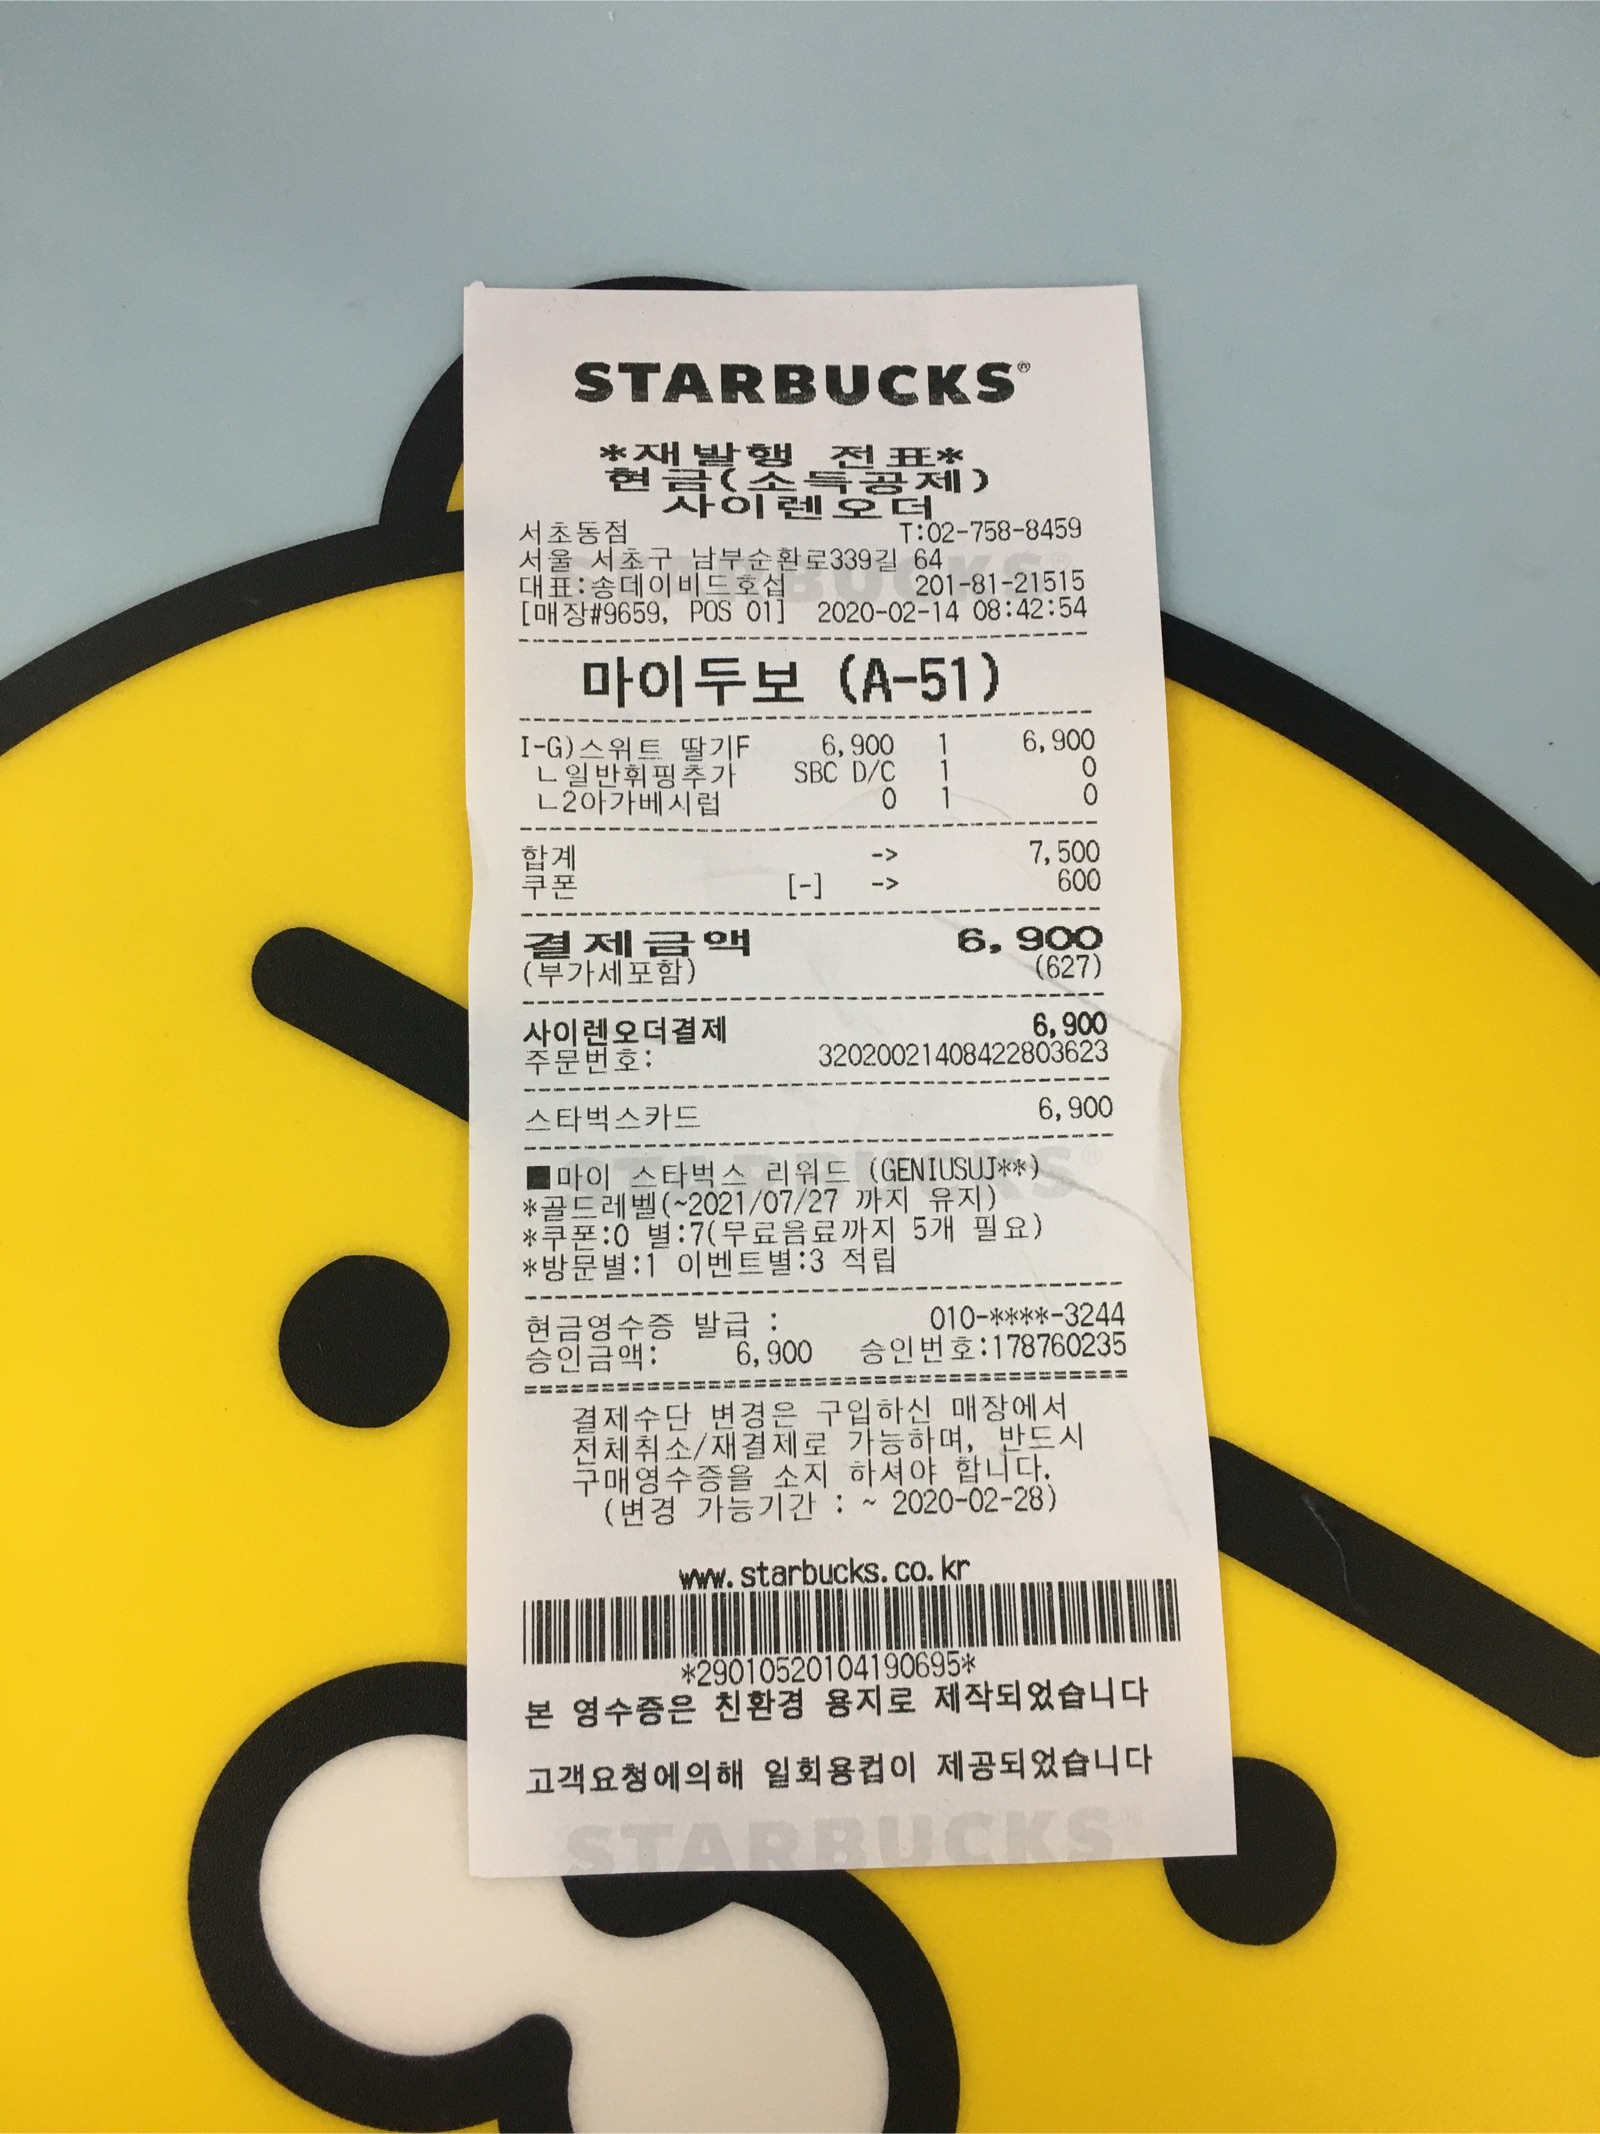 STARBUCKS®
*재발행 전표*
현금(소득공제)
사이렌오더
서초동점 T:02-758-8459
서울 서초구 남부순환로339길 64
대표:송데이비드호섭 201-81-21515
[매장#9659, POS 01] 2020-02-14 08:42:54
마이두보 (A-51)
I-G)스위트 딸기F 6,900 1 6,900
ㄴ일반휘핑추가 SBC D/C 1 0
ㄴ2아가베시럽 0 1 0
합계 -> 7,500
쿠폰 [-] -> 600
결제금액 6,900
(부가세포함) (627)
사이렌오더결제 6,900
주문번호: 32020021408422803623
스타벅스카드 6,900
■마이 스타벅스 리워드 (GENIUSUJ**)
*골드레벨(~2021/07/27 까지 유지)
*쿠폰:0 별:7(무료음료까지 5개 필요)
*방문별:1 이벤트별:3 적립
현금영수증 발급 : 010-****-3244
승인금액: 6,900 승인번호:178760235
결제수단 변경은 구입하신 매장에서
전체취소/재결제로 가능하며, 반드시
구매영수증을 소지 하셔야 합니다.
(변경 가능기간 : ~ 2020-02-28)
www.starbucks.co.kr
*29010520104190695*
본 영수증은 친환경 용지로 제작되었습니다
고객요청에의해 일회용컵이 제공되었습니다
STARBUCKS®